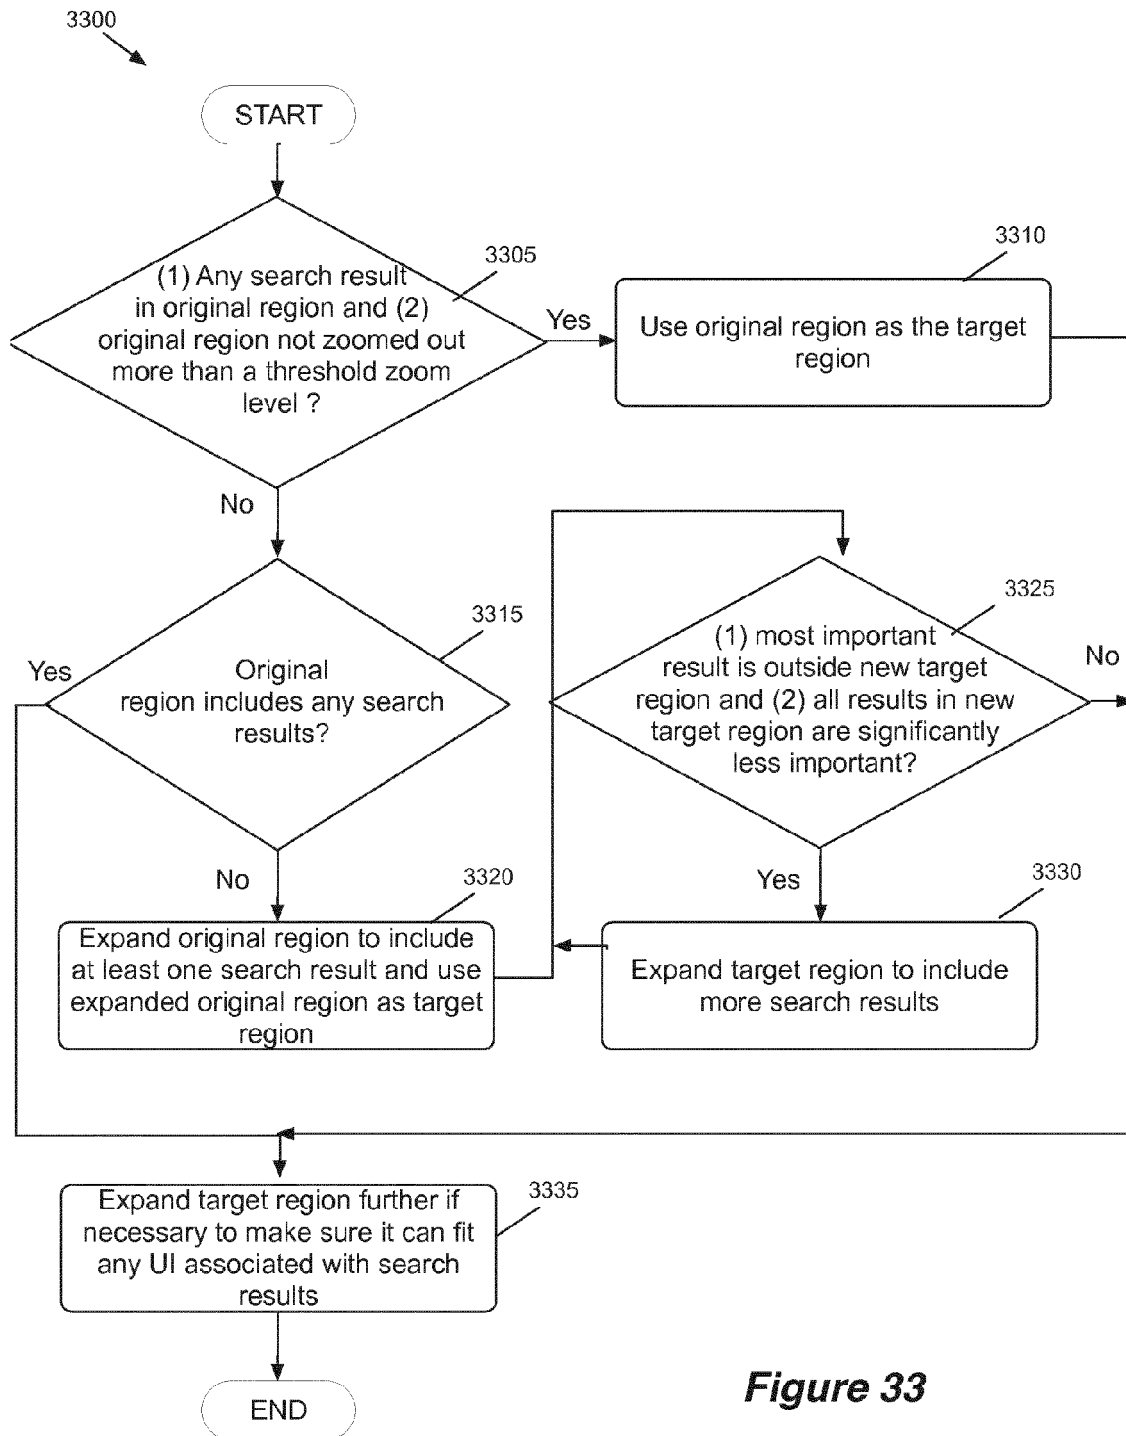 3300
START
3305
(1) Any search result
in original region and (2)
original region not zoomed out
more than a threshold zoom
level ?
Yes
3310
Use original region as the target
region
No
3315
Yes
Original
region includes any search
results?
3325
(1) most important
result is outside new target
region and (2) all results in new
target region are significantly
less important?
No
No
3320
Expand original region to include
at least one search result and use
expanded original region as target
region
Yes
3330
Expand target region to include
more search results
3335
Expand target region further if
necessary to make sure it can fit
any UI associated with search
results
END
Figure 33